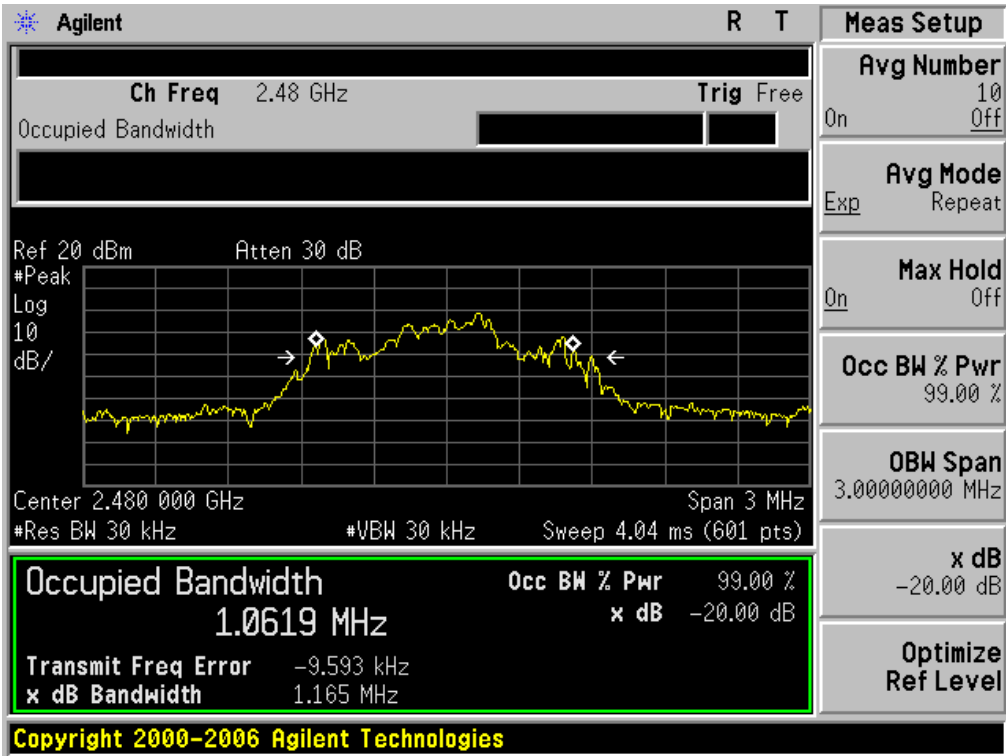 Agilent R T
Ch Freq 2.48 GHz Trig Free
Occupied Bandwidth
Ref 20 dBm Atten 30 dB
#Peak
Log
10
dB/
Center 2.480 000 GHz Span 3 MHz
#Res BW 30 kHz #VBW 30 kHz Sweep 4.04 ms (601 pts)
Occupied Bandwidth Occ BW % Pwr 99.00 %
1.0619 MHz x dB -20.00 dB
Transmit Freq Error -9.593 kHz
x dB Bandwidth 1.165 MHz
Copyright 2000-2006 Agilent Technologies
Meas Setup
Avg Number
10
On Off
Avg Mode
Exp Repeat
Max Hold
On Off
Occ BW % Pwr
99.00 %
OBW Span
3.00000000 MHz
x dB
-20.00 dB
Optimize
Ref Level